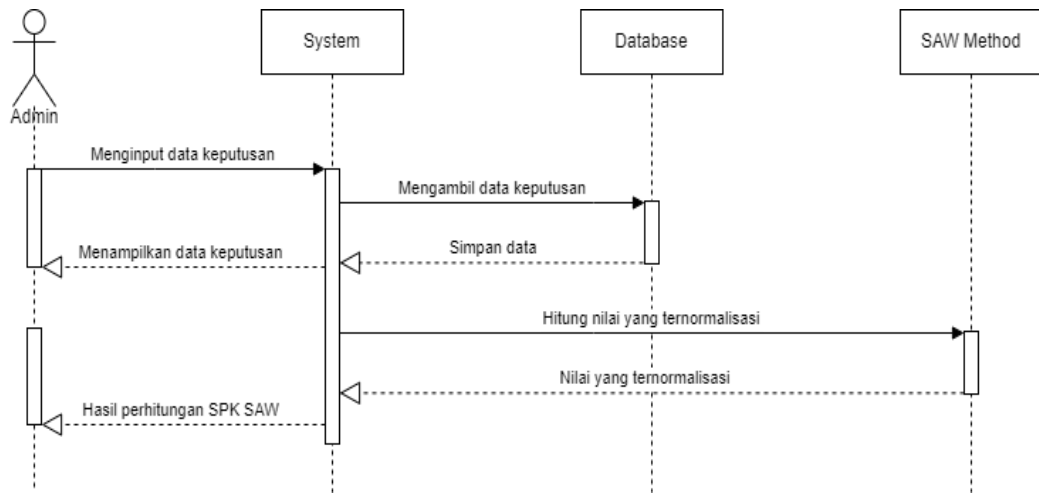 System
Database
SAW Method
Admin
Menginput data keputusan
Mengambil data keputusan
Simpan data
Menampilkan data keputusan
Hitung nilai yang ternormalisasi
Nilai yang ternormalisasi
Hasil perhitungan SPK SAW